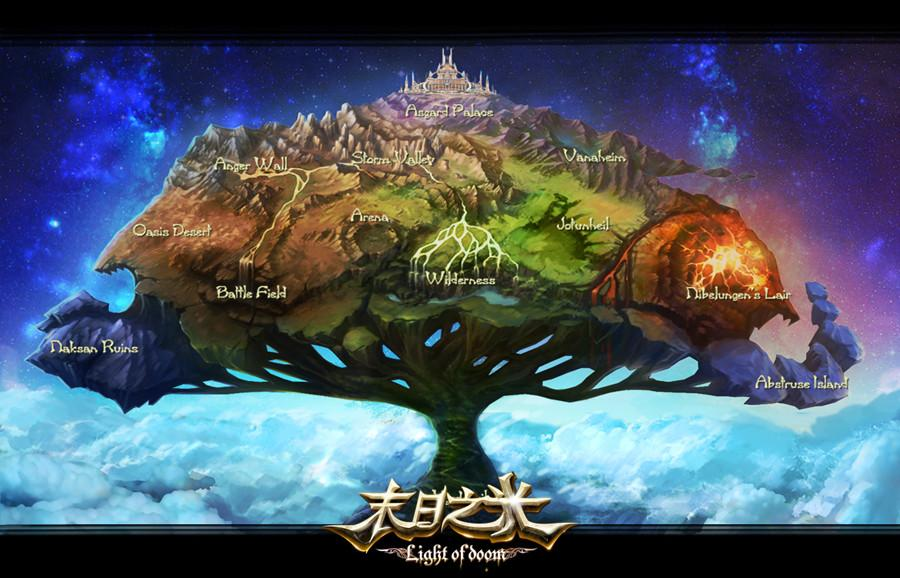 Asgard Palace
Anger Wall
Storm Valley
Vanaheim
Oasis Desert
Arena
Jotunheil
Battle Field
Wilderness
Nibelungen's Lair
Naksan Ruins
Abstruse Island
末日之光
Light of doom